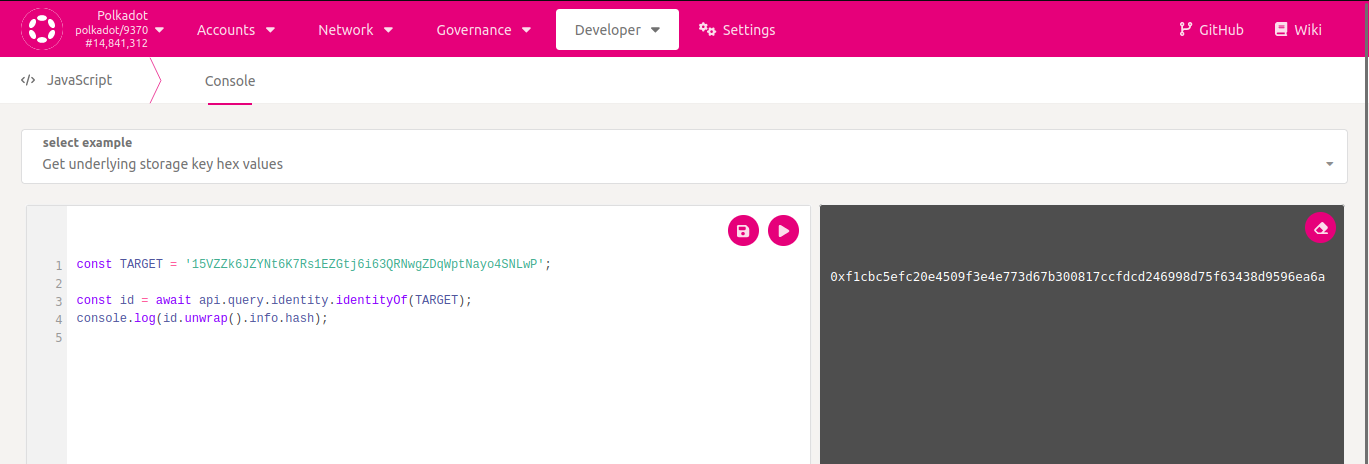 Polkadot
polkadot/9370
#14,841,312
Accounts
Network
Governance
Developer
Settings
GitHub
Wiki
</> JavaScript
Console
select example
Get underlying storage key hex values
1 const TARGET = '15VZZk6JZYNt6K7Rs1EZGtj6i63QRNwgZDqWptNayo4SNLwP';
2
3 const id = await api.query.identity.identityOf(TARGET);
4 console.log(id.unwrap().info.hash);
5
0xf1cbc5efc20e4509f3e4e773d67b300817ccfdcd246998d75f63438d9596ea6a